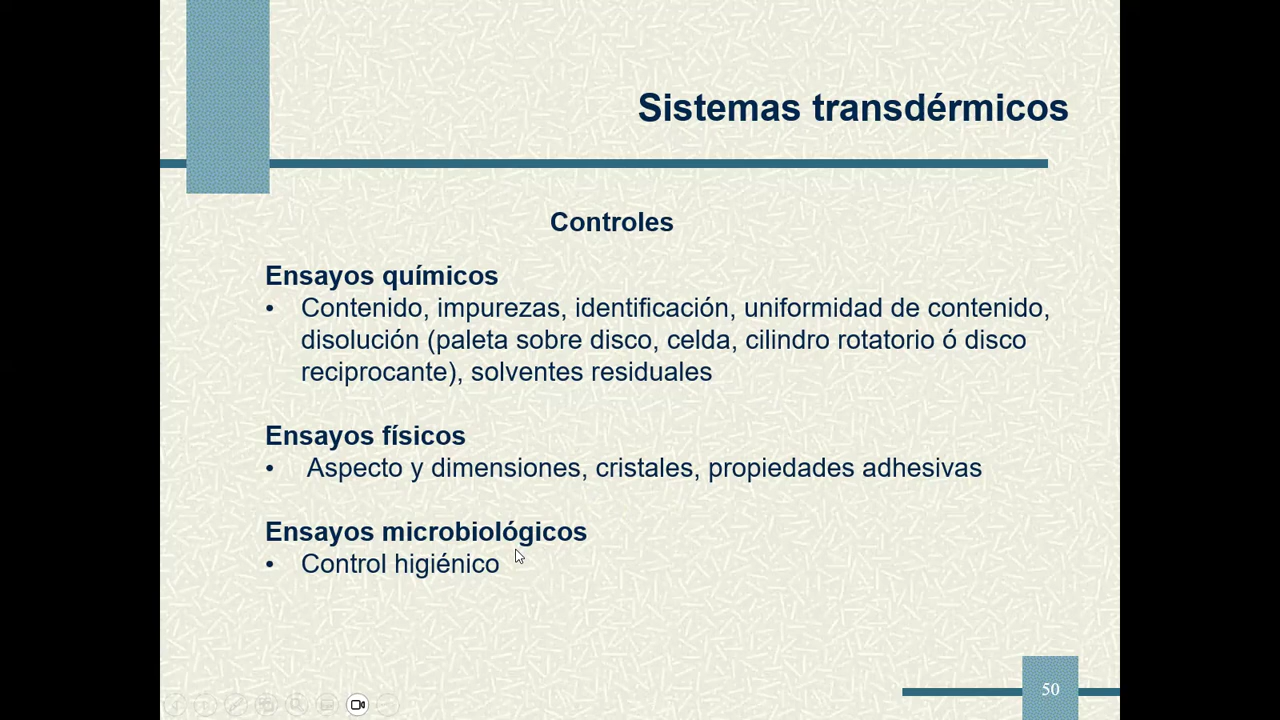 Sistemas transdérmicos
Controles
Ensayos químicos
• Contenido, impurezas, identificación, uniformidad de contenido,
disolución (paleta sobre disco, celda, cilindro rotatorio ó disco
reciprocante), solventes residuales
Ensayos físicos
• Aspecto y dimensiones, cristales, propiedades adhesivas
Ensayos microbiológicos
• Control higiénico
50